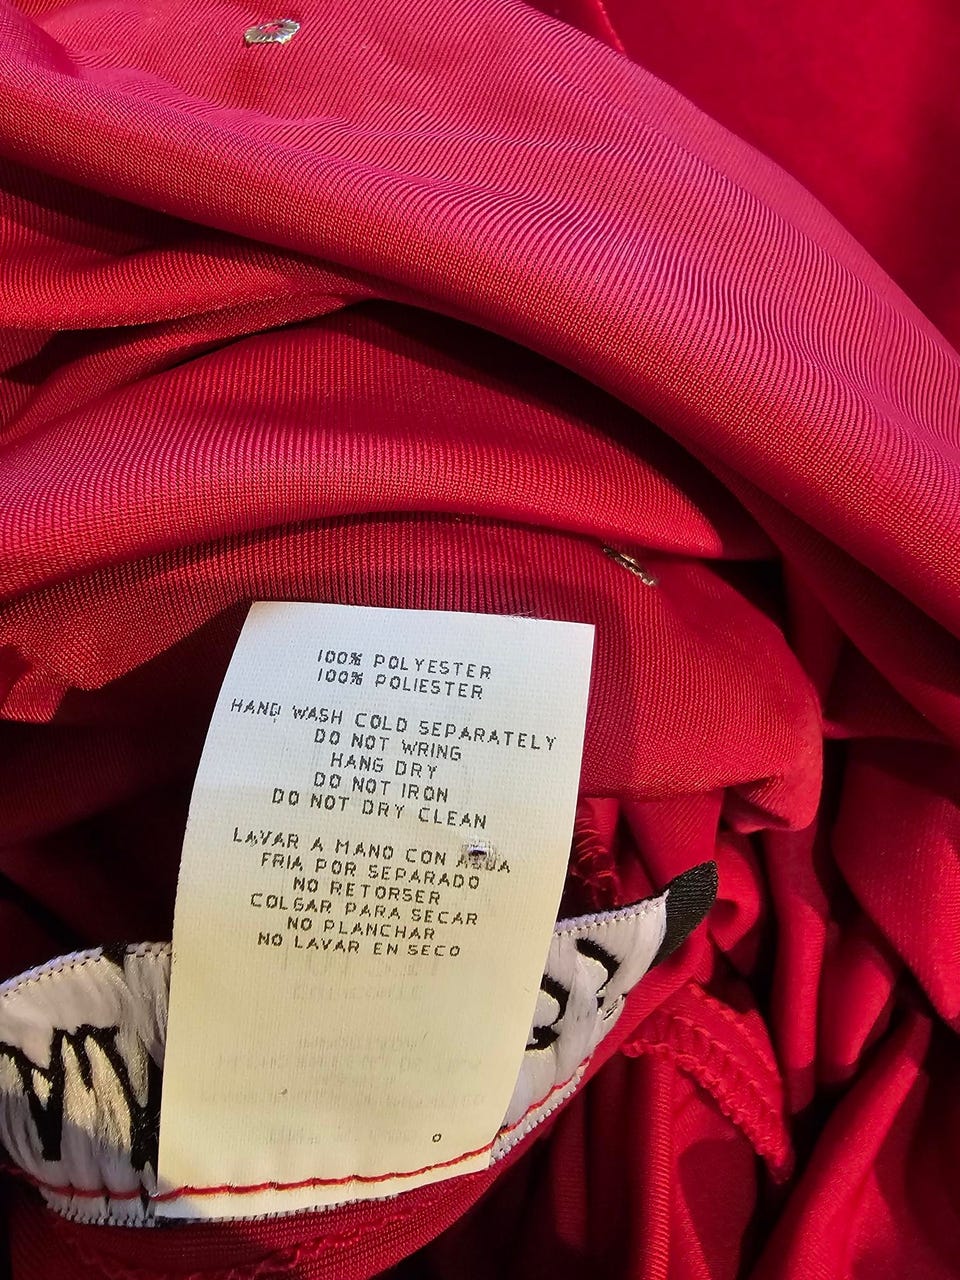 100% POLYESTER
100% POLIESTER
HAND WASH COLD SEPARATELY
DO NOT WRING
HANG DRY
DO NOT IRON
DO NOT DRY CLEAN
LAVAR A MANO CON AGUA
FRIA POR SEPARADO
NO RETORSER
COLGAR PARA SECAR
NO PLANCHAR
NO LAVAR EN SECO